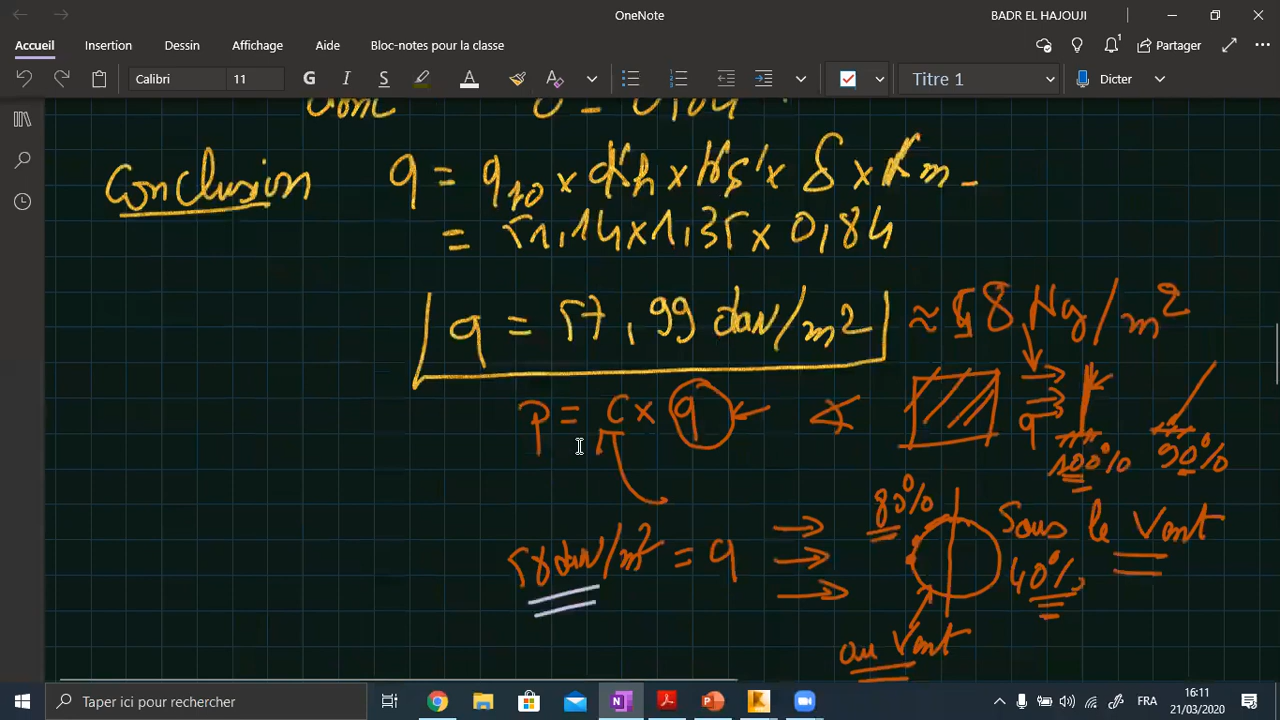 OneNote
BADR EL HAJOUJI
Accueil Insertion Dessin Affichage Aide Bloc-notes pour la classe
Partager
Calibri 11 G I S A Titre 1 Dicter
Donc δ = 0,84
Conclusion q = q10 × Kh × Ks × δ × Km
= 51,14 × 1,35 × 0,84
q = 57,99 daN/m² ≈ 58 Kg/m²
p = C × q
q 100% 90%
80% Sous le Vent
58 daN/m² = q
40%
au Vent
Taper ici pour rechercher
FRA
16:11
21/03/2020